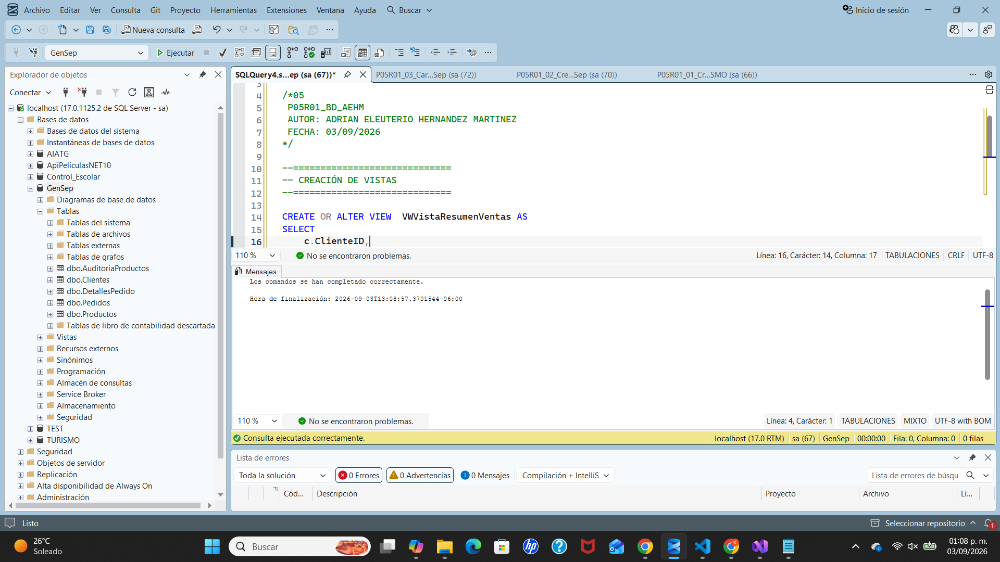 Archivo Editar Ver Consulta Git Proyecto Herramientas Extensiones Ventana Ayuda Buscar Inicio de sesión
Nueva consulta
GenSep Ejecutar
Explorador de objetos
Conectar
localhost (17.0.1125.2 de SQL Server - sa)
Bases de datos
Bases de datos del sistema
Instantáneas de bases de datos
AIATG
ApiPeliculasNET10
Control_Escolar
GenSep
Diagramas de base de datos
Tablas
Tablas del sistema
Tablas de archivos
Tablas externas
Tablas de grafos
dbo.AuditoriaProductos
dbo.Clientes
dbo.DetallesPedido
dbo.Pedidos
dbo.Productos
Tablas de libro de contabilidad descartada
Vistas
Recursos externos
Sinónimos
Programación
Almacén de consultas
Service Broker
Almacenamiento
Seguridad
TEST
TURISMO
Seguridad
Objetos de servidor
Replicación
Alta disponibilidad de Always On
Administración
SQLQuery4.s...ep (sa (67))* P05R01_03_Car...Sep (sa (72)) P05R01_02_Cre...Sep (sa (70)) P05R01_01_Cr...SMO (sa (66))
3
4 /*05
5 P05R01_BD_AEHM
6 AUTOR: ADRIAN ELEUTERIO HERNANDEZ MARTINEZ
7 FECHA: 03/09/2026
8 */
9
10 --=============================
11 -- CREACIÓN DE VISTAS
12 --=============================
13
14 CREATE OR ALTER VIEW  VWVistaResumenVentas AS
15 SELECT
16 c.ClienteID,
110 % No se encontraron problemas. Línea: 16, Carácter: 14, Columna: 17 TABULACIONES CRLF UTF-8
Mensajes
Los comandos se han completado correctamente.
Hora de finalización: 2026-09-03T13:08:57.3701544-06:00
110 % No se encontraron problemas. Línea: 4, Carácter: 1 TABULACIONES MIXTO UTF-8 with BOM
Consulta ejecutada correctamente. localhost (17.0 RTM) sa (67) GenSep 00:00:00 Fila: 0, Columna: 0 0 filas
Lista de errores
Toda la solución 0 Errores 0 Advertencias 0 Mensajes Compilación + IntelliS Lista de errores de búsqu
Cód... Descripción Proyecto Archivo Lí...
Listo Seleccionar repositorio 1
26°C
Soleado
Buscar
01:08 p. m.
03/09/2026